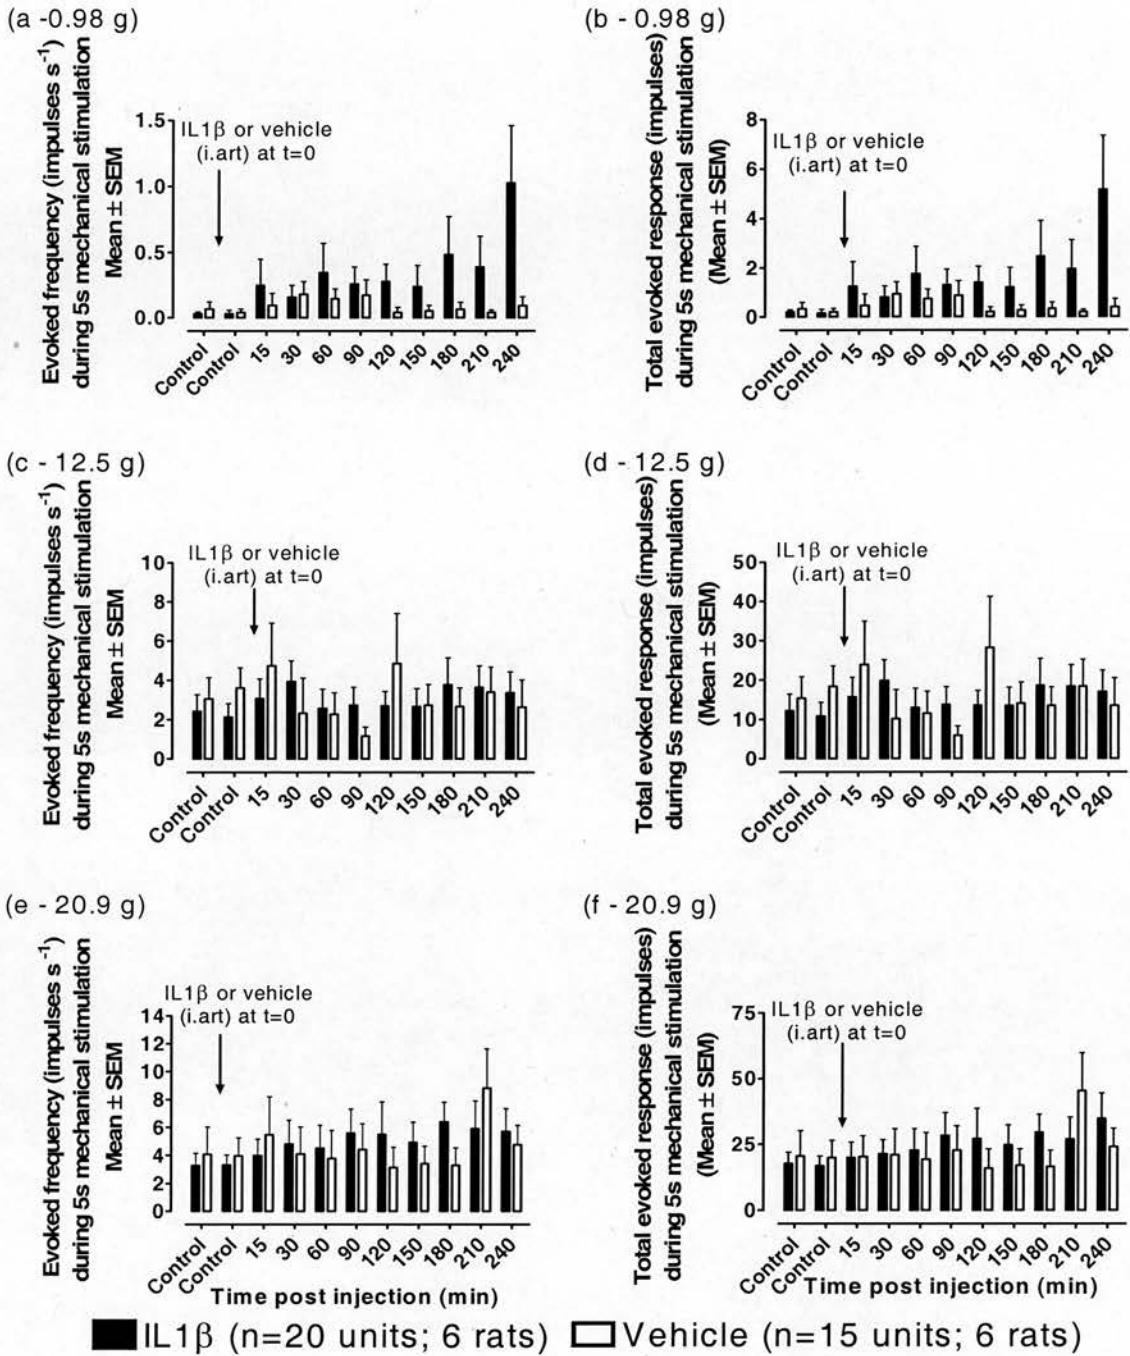 (a -0.98 g)
Evoked frequency (impulses s⁻¹)
during 5s mechanical stimulation
Mean ± SEM
1.5
1.0
0.5
0.0
IL1β or vehicle
(i.art) at t=0
Control
Control
15
30
60
90
120
150
180
210
240
(b - 0.98 g)
Total evoked response (impulses)
during 5s mechanical stimulation
(Mean ± SEM)
8
6
4
2
0
IL1β or vehicle
(i.art) at t=0
Control
Control
15
30
60
90
120
150
180
210
240
(c - 12.5 g)
Evoked frequency (impulses s⁻¹)
during 5s mechanical stimulation
Mean ± SEM
10
8
6
4
2
0
IL1β or vehicle
(i.art) at t=0
Control
Control
15
30
60
90
120
150
180
210
240
(d - 12.5 g)
Total evoked response (impulses)
during 5s mechanical stimulation
(Mean ± SEM)
50
40
30
20
10
0
IL1β or vehicle
(i.art) at t=0
Control
Control
15
30
60
90
120
150
180
210
240
(e - 20.9 g)
Evoked frequency (impulses s⁻¹)
during 5s mechanical stimulation
Mean ± SEM
14
12
10
8
6
4
2
0
IL1β or vehicle
(i.art) at t=0
Control
Control
15
30
60
90
120
150
180
210
240
Time post injection (min)
(f - 20.9 g)
Total evoked response (impulses)
during 5s mechanical stimulation
(Mean ± SEM)
75
50
25
0
IL1β or vehicle
(i.art) at t=0
Control
Control
15
30
60
90
120
150
180
210
240
Time post injection (min)
IL1β (n=20 units; 6 rats) Vehicle (n=15 units; 6 rats)